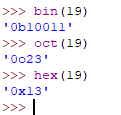 >>> bin(19)
'0b10011'
>>> oct(19)
'0o23'
>>> hex(19)
'0x13'
>>>